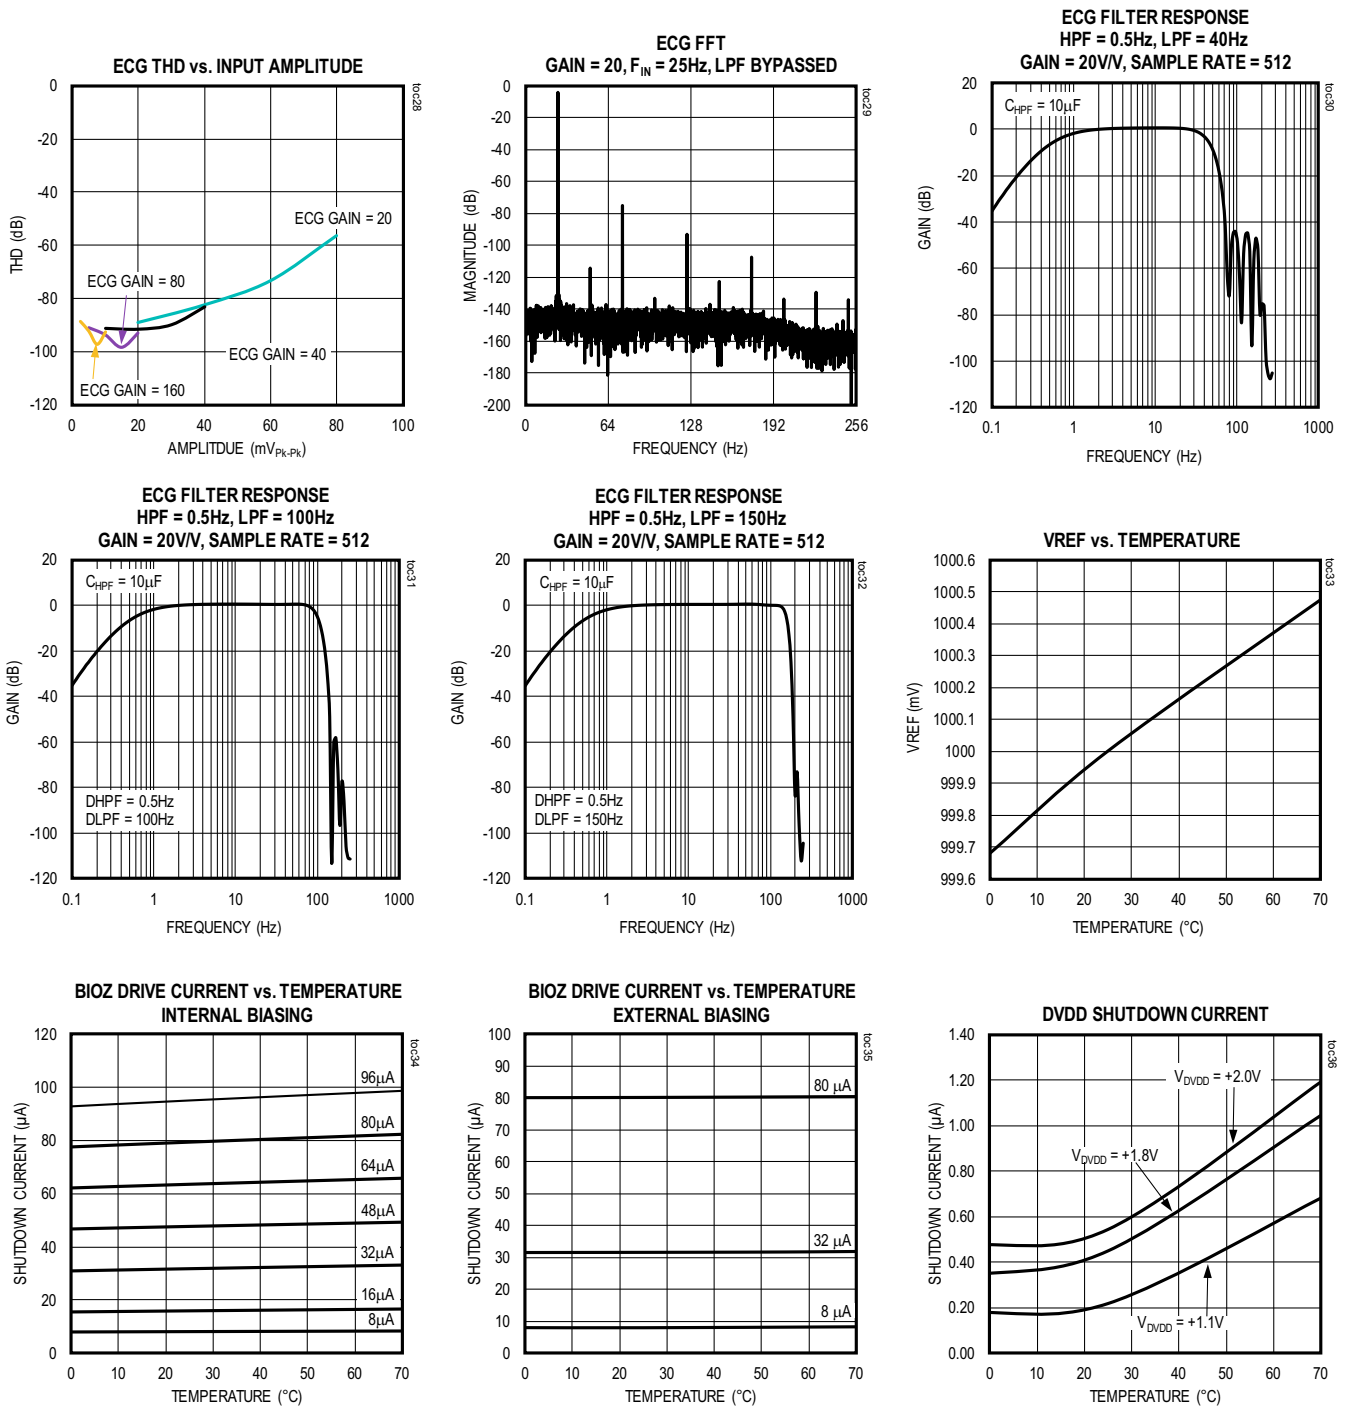 ECG THD vs. INPUT AMPLITUDE
toc28
0
-20
-40
-60
-80
-100
-120
THD (dB)
ECG GAIN = 20
ECG GAIN = 80
ECG GAIN = 40
ECG GAIN = 160
0 20 40 60 80 100
AMPLITDUE (mVPk-Pk)
ECG FFT
GAIN = 20, FIN = 25Hz, LPF BYPASSED
toc29
0
-20
-40
-60
-80
-100
-120
-140
-160
-180
-200
MAGNITUDE (dB)
0 64 128 192 256
FREQUENCY (Hz)
ECG FILTER RESPONSE
HPF = 0.5Hz, LPF = 40Hz
GAIN = 20V/V, SAMPLE RATE = 512
toc30
CHPF = 10µF
20
0
-20
-40
-60
-80
-100
-120
GAIN (dB)
0.1 1 10 100 1000
FREQUENCY (Hz)
ECG FILTER RESPONSE
HPF = 0.5Hz, LPF = 100Hz
GAIN = 20V/V, SAMPLE RATE = 512
toc31
CHPF = 10µF
20
0
-20
-40
-60
-80
-100
-120
GAIN (dB)
DHPF = 0.5Hz
DLPF = 100Hz
0.1 1 10 100 1000
FREQUENCY (Hz)
ECG FILTER RESPONSE
HPF = 0.5Hz, LPF = 150Hz
GAIN = 20V/V, SAMPLE RATE = 512
toc32
CHPF = 10µF
20
0
-20
-40
-60
-80
-100
-120
GAIN (dB)
DHPF = 0.5Hz
DLPF = 150Hz
0.1 1 10 100 1000
FREQUENCY (Hz)
VREF vs. TEMPERATURE
toc33
1000.6
1000.5
1000.4
1000.3
1000.2
1000.1
1000
999.9
999.8
999.7
999.6
VREF (mV)
0 10 20 30 40 50 60 70
TEMPERATURE (°C)
BIOZ DRIVE CURRENT vs. TEMPERATURE
INTERNAL BIASING
toc34
120
100
80
60
40
20
0
SHUTDOWN CURRENT (µA)
96µA
80µA
64µA
48µA
32µA
16µA
8µA
0 10 20 30 40 50 60 70
TEMPERATURE (°C)
BIOZ DRIVE CURRENT vs. TEMPERATURE
EXTERNAL BIASING
toc35
100
90
80
70
60
50
40
30
20
10
0
SHUTDOWN CURRENT (µA)
80 µA
32 µA
8 µA
0 10 20 30 40 50 60 70
TEMPERATURE (°C)
DVDD SHUTDOWN CURRENT
toc36
1.40
1.20
1.00
0.80
0.60
0.40
0.20
0.00
SHUTDOWN CURRENT (µA)
VDVDD = +2.0V
VDVDD = +1.8V
VDVDD = +1.1V
0 10 20 30 40 50 60 70
TEMPERATURE (°C)